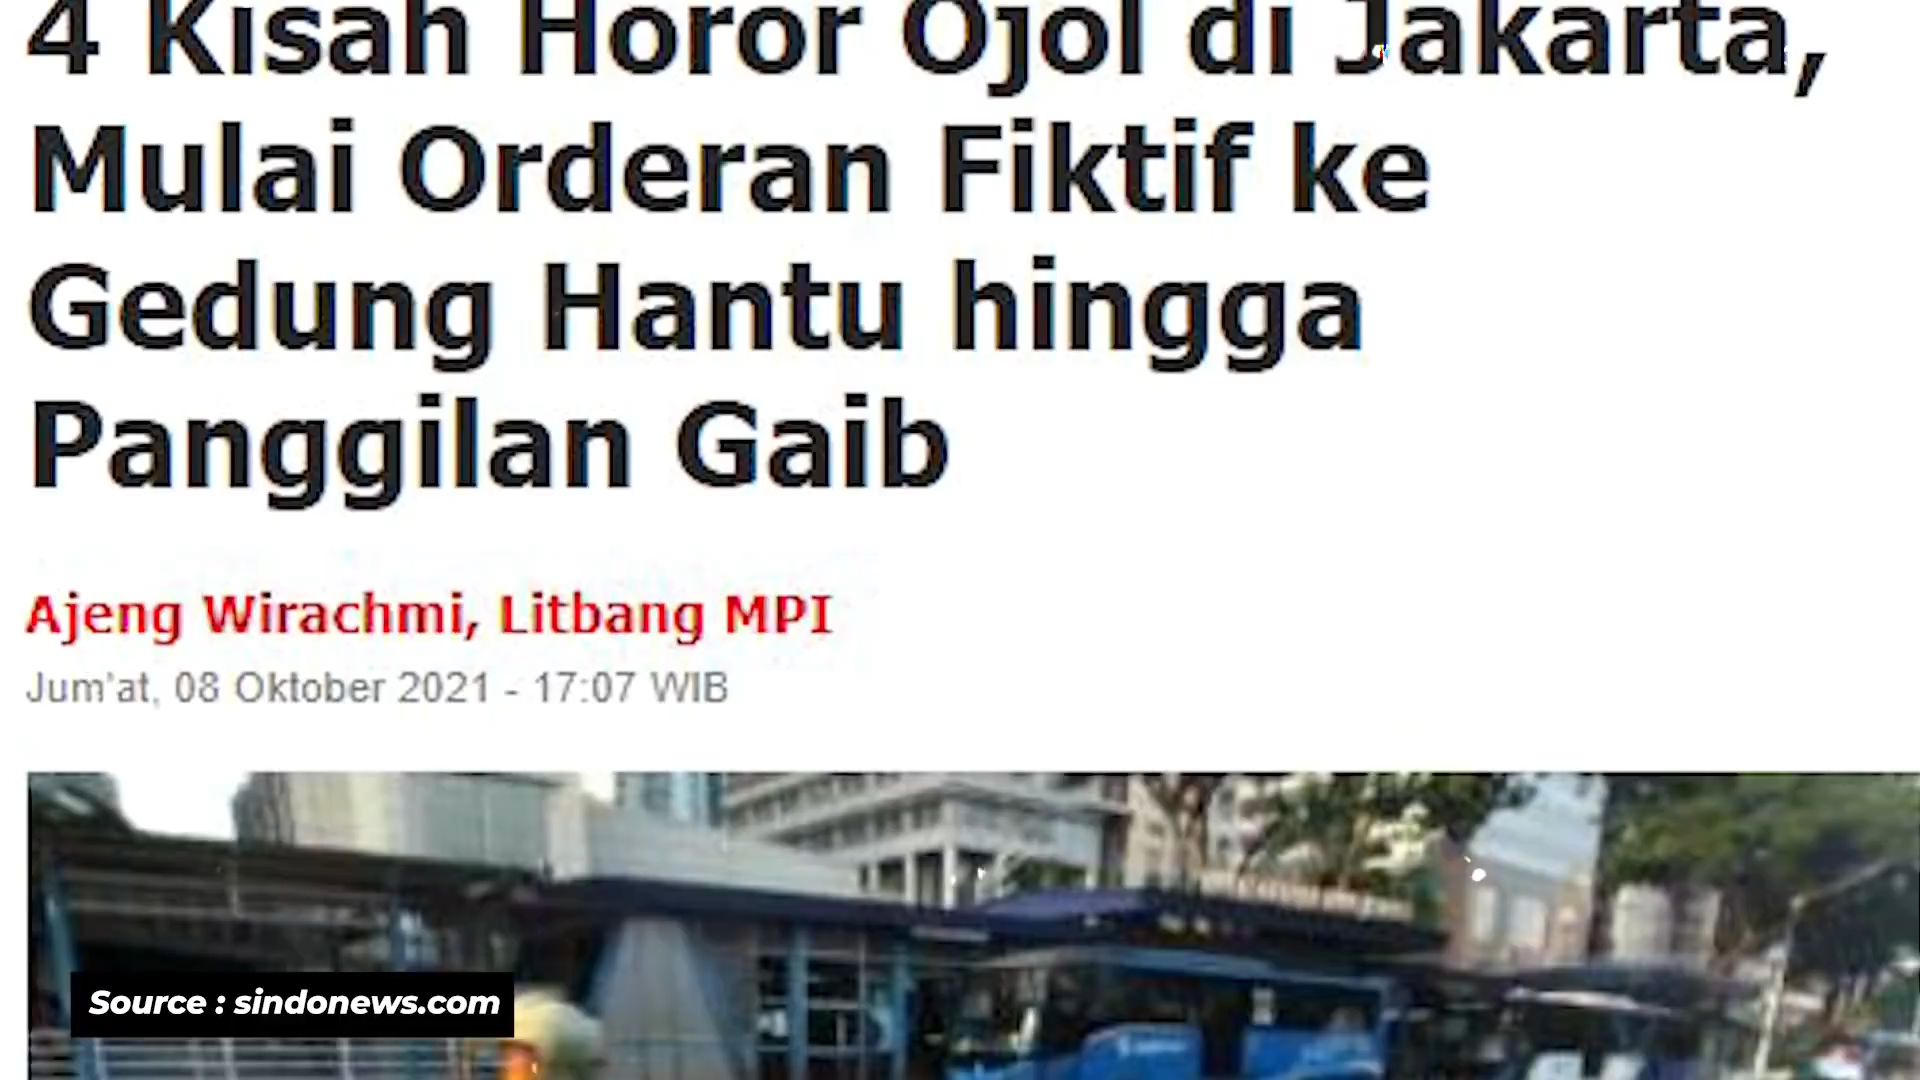 4 Kisah Horor Ojol di Jakarta,
Mulai Orderan Fiktif ke
Gedung Hantu hingga
Panggilan Gaib
Ajeng Wirachmi, Litbang MPI
Jum'at, 08 Oktober 2021 - 17:07 WIB
Source : sindonews.com